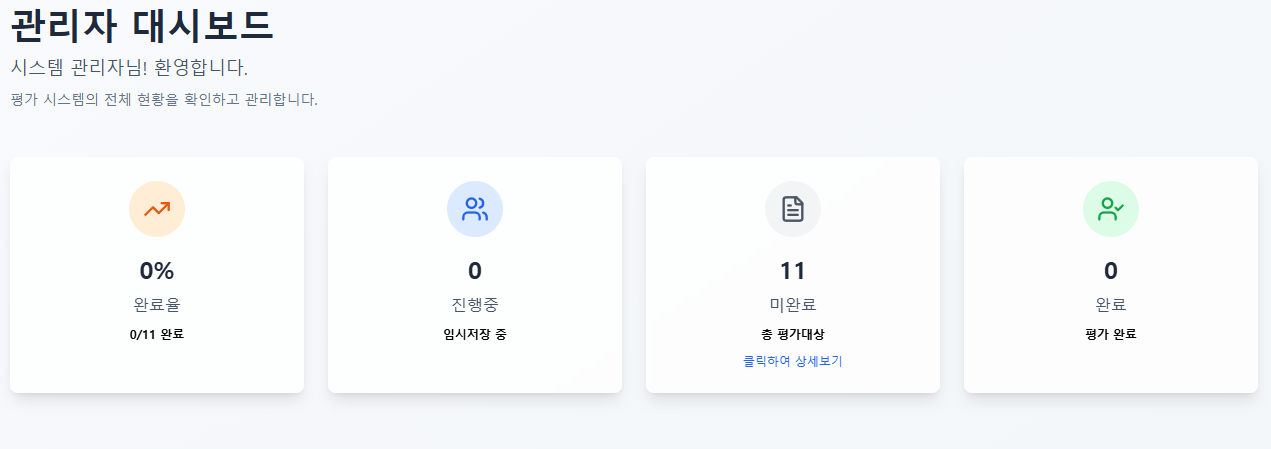 관리자 대시보드
시스템 관리자님! 환영합니다.
평가 시스템의 전체 현황을 확인하고 관리합니다.
0%
완료율
0/11 완료
0
진행중
임시저장 중
11
미완료
총 평가대상
클릭하여 상세보기
0
완료
평가 완료